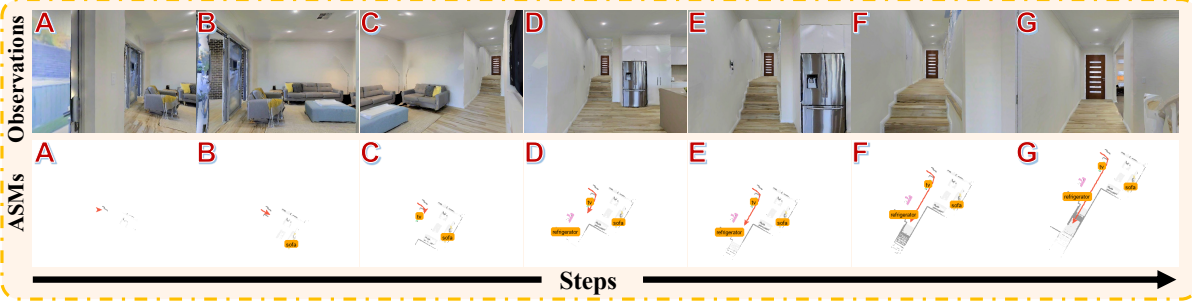 Observations
A B C D E F G
ASMs
A B C D E F G
sofa
tv
sofa
tv
sofa
refrigerator
tv
sofa
refrigerator
tv
sofa
refrigerator
tv
sofa
refrigerator
Steps